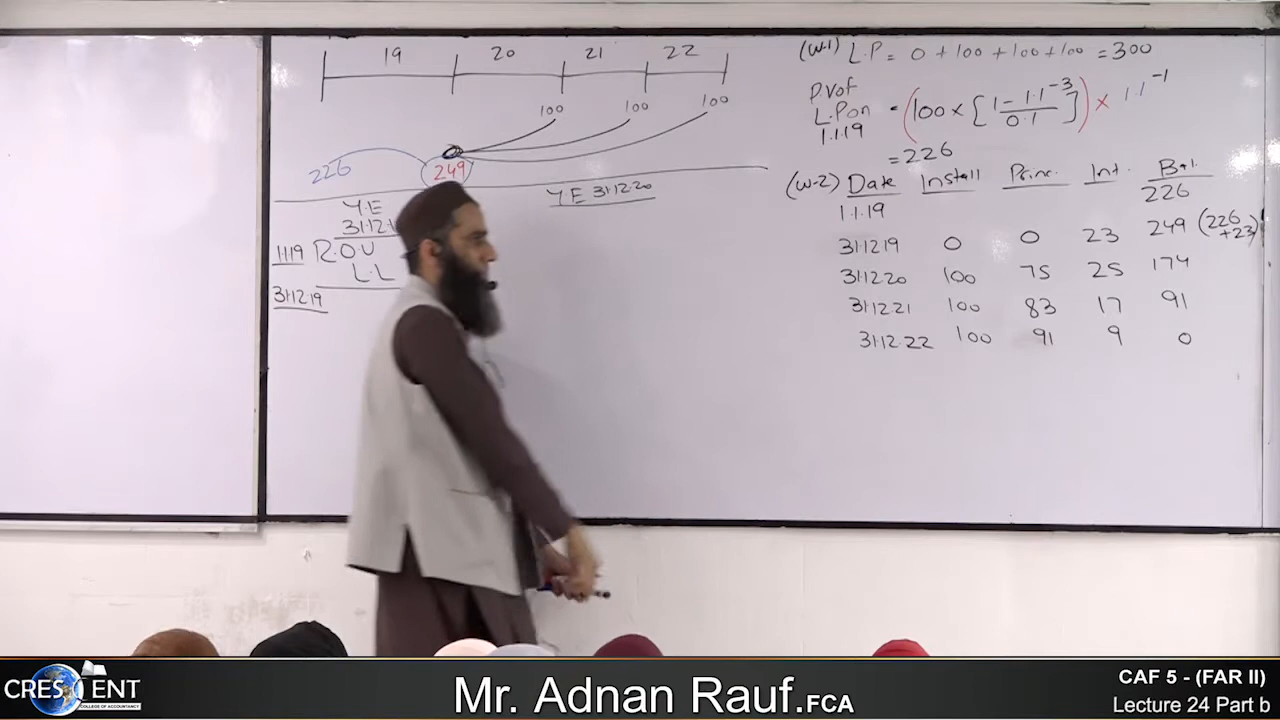 19 20 21 22
100 100 100
226 249
Y.E
31.12.1
Y E 31.12.20
1.1.19 R.O.U
L.L
31.12.19
(W-1) L.P = 0 + 100 + 100 + 100 = 300
P.V of
L.P on = (100 × [1 - 1.1⁻³ / 0.1]) × 1.1⁻¹
1.1.19
= 226
(W-2) Date Install Princ. Int. Bal.
1.1.19 226
31.12.19 0 0 23 249 (226
+23)
31.12.20 100 75 25 174
31.12.21 100 83 17 91
31.12.22 100 91 9 0
CRESCENT
COLLEGE OF ACCOUNTANCY
Mr. Adnan Rauf.FCA
CAF 5 - (FAR II)
Lecture 24 Part b